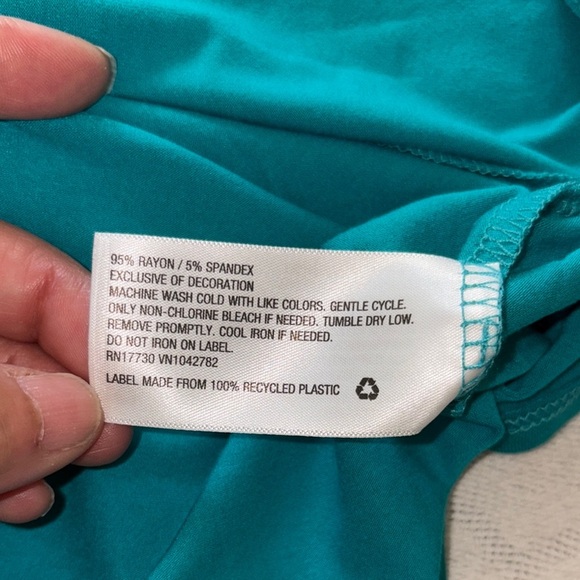 95% RAYON / 5% SPANDEX
EXCLUSIVE OF DECORATION
MACHINE WASH COLD WITH LIKE COLORS. GENTLE CYCLE.
ONLY NON-CHLORINE BLEACH IF NEEDED. TUMBLE DRY LOW.
REMOVE PROMPTLY. COOL IRON IF NEEDED.
DO NOT IRON ON LABEL.
RN17730 VN1042782
LABEL MADE FROM 100% RECYCLED PLASTIC